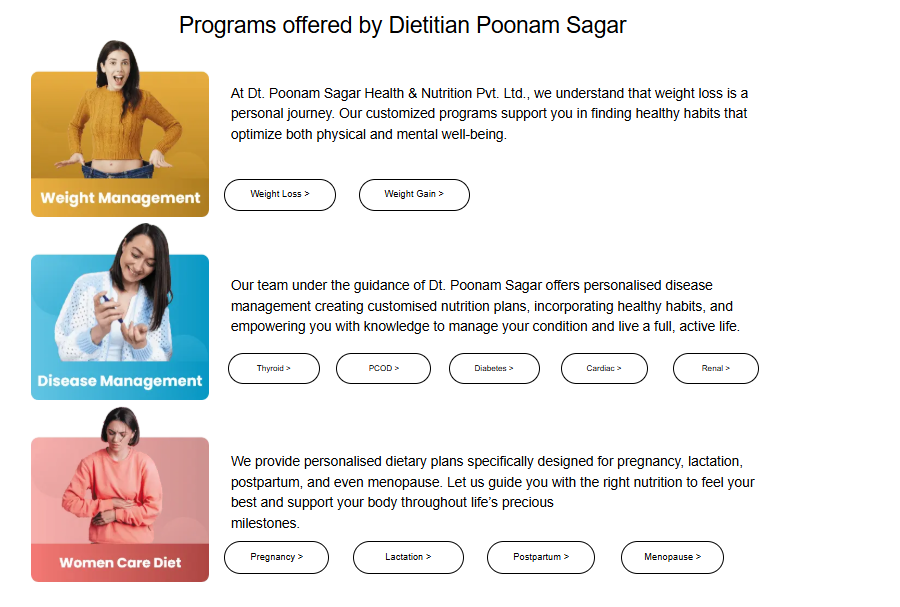 Programs offered by Dietitian Poonam Sagar
At Dt. Poonam Sagar Health & Nutrition Pvt. Ltd., we understand that weight loss is a
personal journey. Our customized programs support you in finding healthy habits that
optimize both physical and mental well-being.
Weight Management
Weight Loss >
Weight Gain >
Our team under the guidance of Dt. Poonam Sagar offers personalised disease
management creating customised nutrition plans, incorporating healthy habits, and
empowering you with knowledge to manage your condition and live a full, active life.
Disease Management
Thyroid >
PCOD >
Diabetes >
Cardiac >
Renal >
We provide personalised dietary plans specifically designed for pregnancy, lactation,
postpartum, and even menopause. Let us guide you with the right nutrition to feel your
best and support your body throughout life's precious
milestones.
Women Care Diet
Pregnancy >
Lactation >
Postpartum >
Menopause >